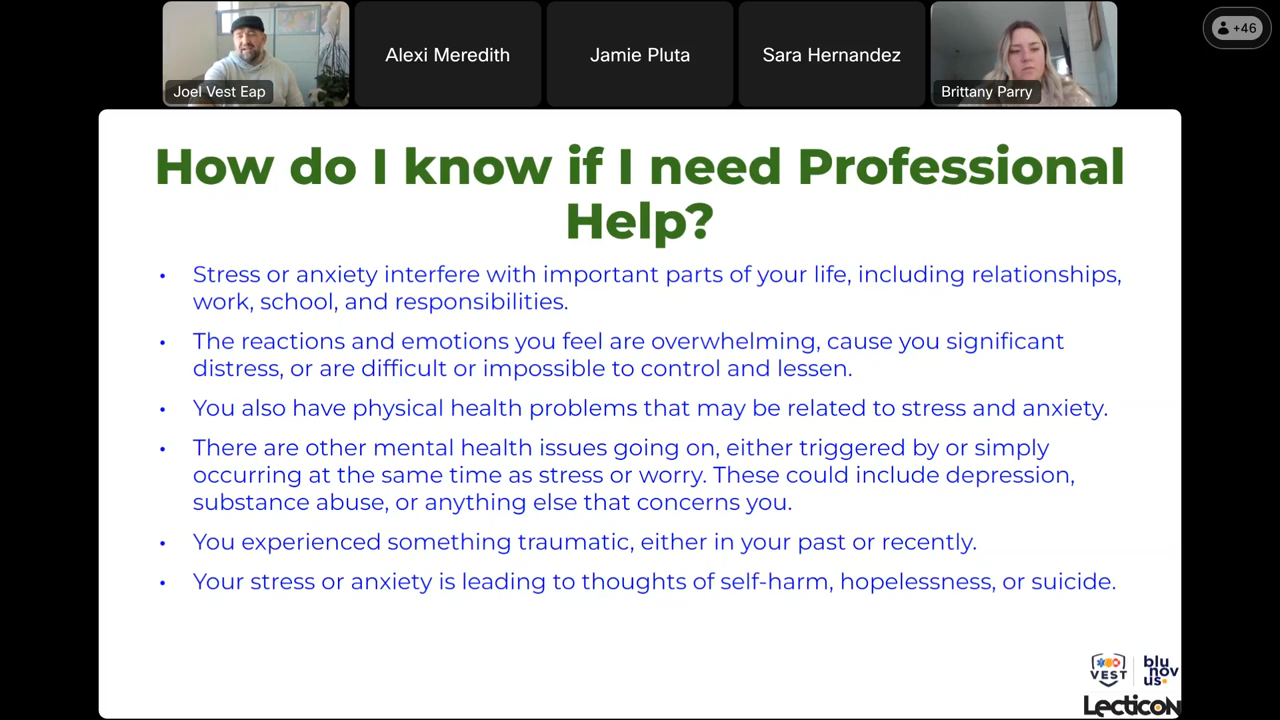 Joel Vest Eap
Alexi Meredith
Jamie Pluta
Sara Hernandez
Brittany Parry
+46
How do I know if I need Professional
Help?
• Stress or anxiety interfere with important parts of your life, including relationships,
work, school, and responsibilities.
• The reactions and emotions you feel are overwhelming, cause you significant
distress, or are difficult or impossible to control and lessen.
• You also have physical health problems that may be related to stress and anxiety.
• There are other mental health issues going on, either triggered by or simply
occurring at the same time as stress or worry. These could include depression,
substance abuse, or anything else that concerns you.
• You experienced something traumatic, either in your past or recently.
• Your stress or anxiety is leading to thoughts of self-harm, hopelessness, or suicide.
VEST
blu
nov
us
Lecticon